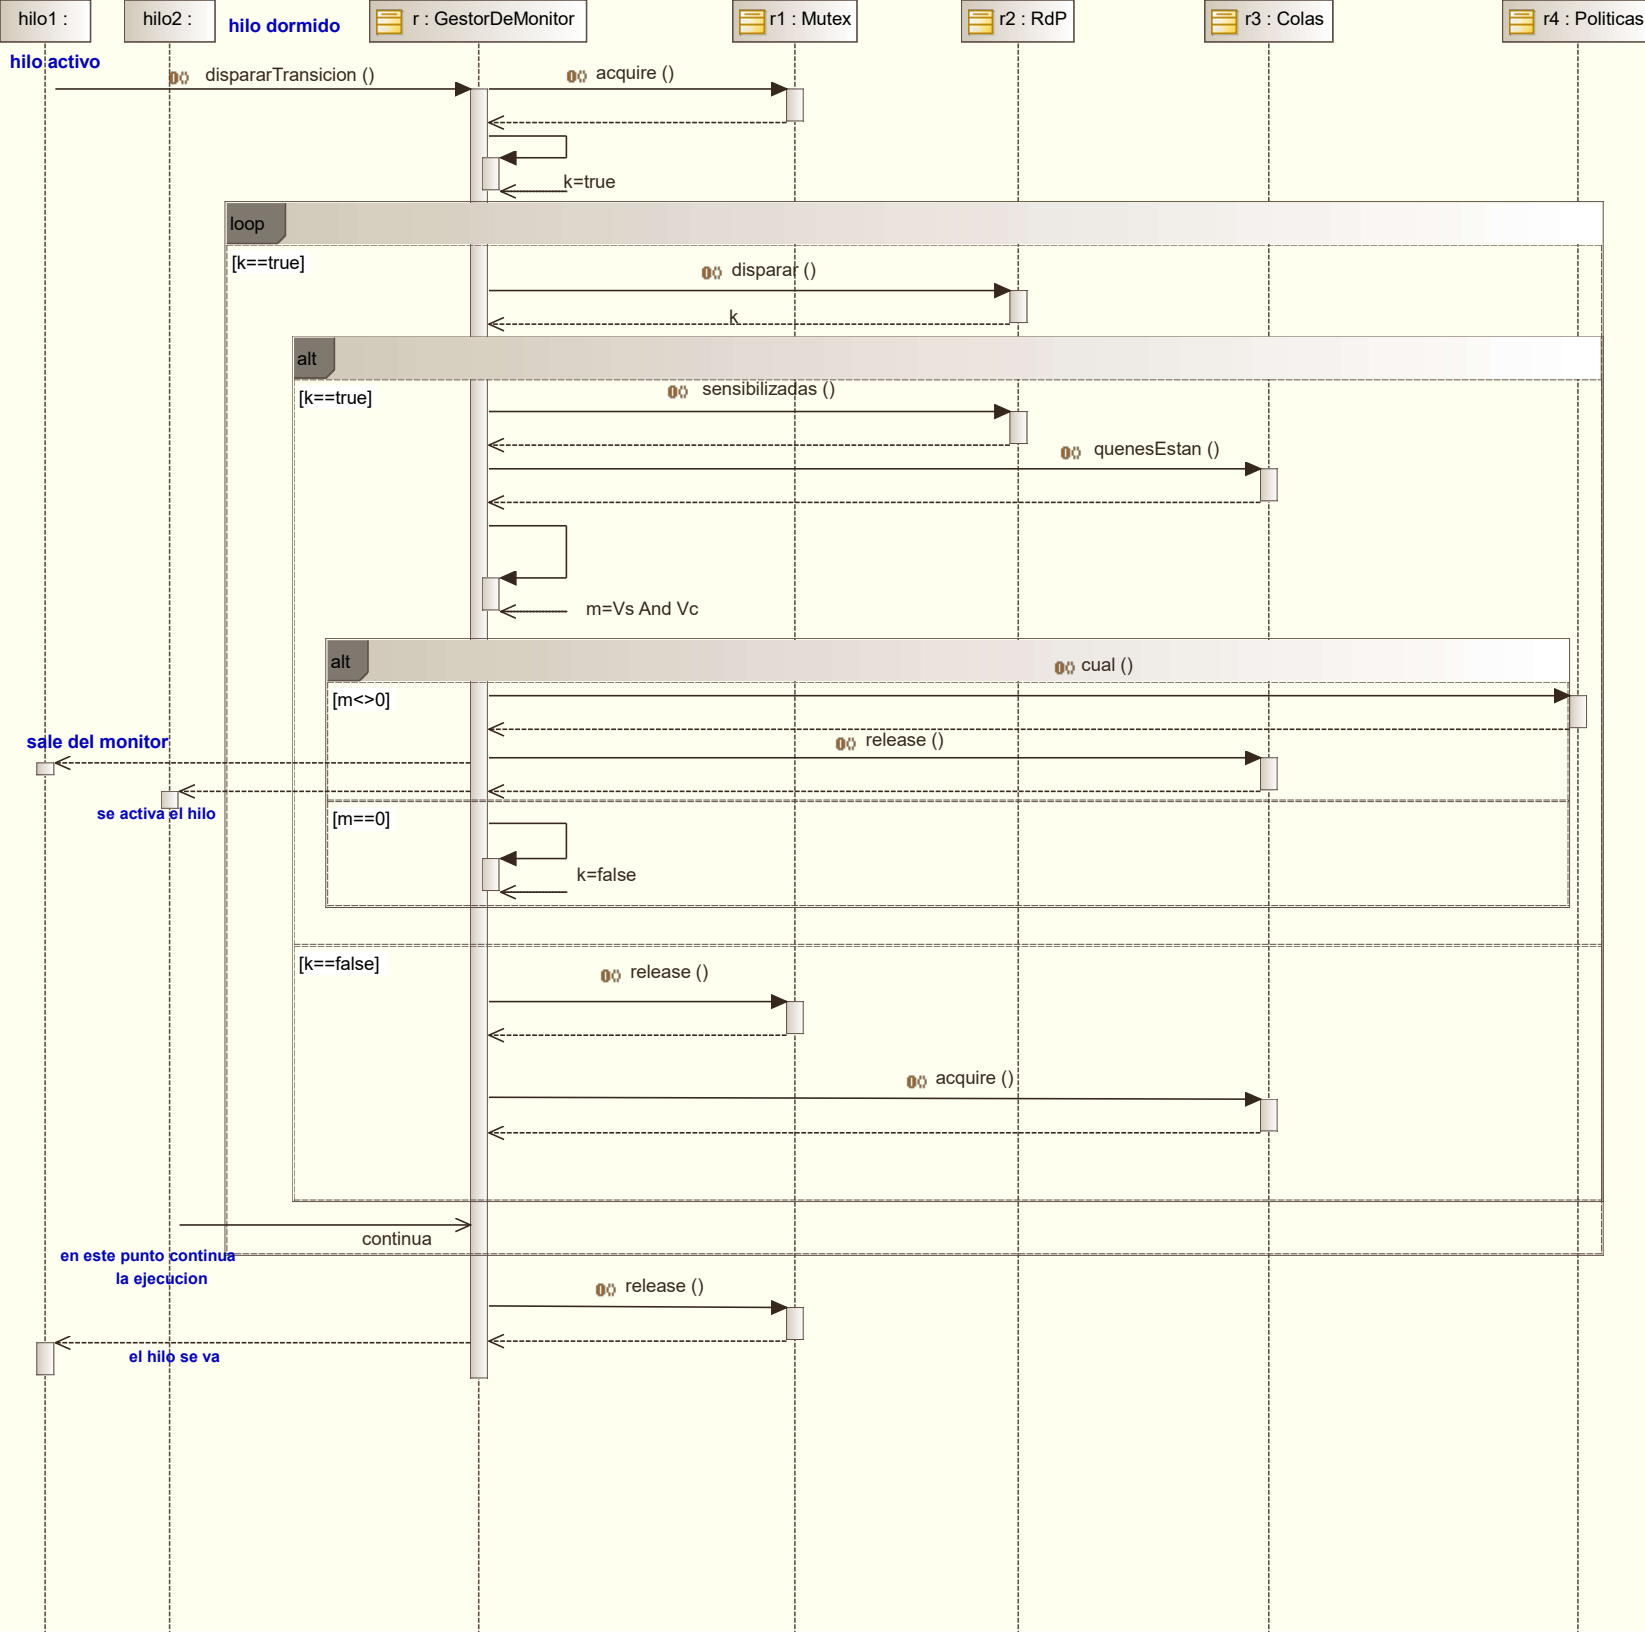 hilo1 :
hilo2 :
hilo dormido
r : GestorDeMonitor
r1 : Mutex
r2 : RdP
r3 : Colas
r4 : Politicas
hilo activo
dispararTransicion ()
acquire ()
k=true
loop
[k==true]
disparar ()
k
alt
[k==true]
sensibilizadas ()
quenesEstan ()
m=Vs And Vc
alt
cual ()
[m<>0]
sale del monitor
release ()
se activa el hilo
[m==0]
k=false
[k==false]
release ()
acquire ()
continua
en este punto continua
la ejecucion
release ()
el hilo se va